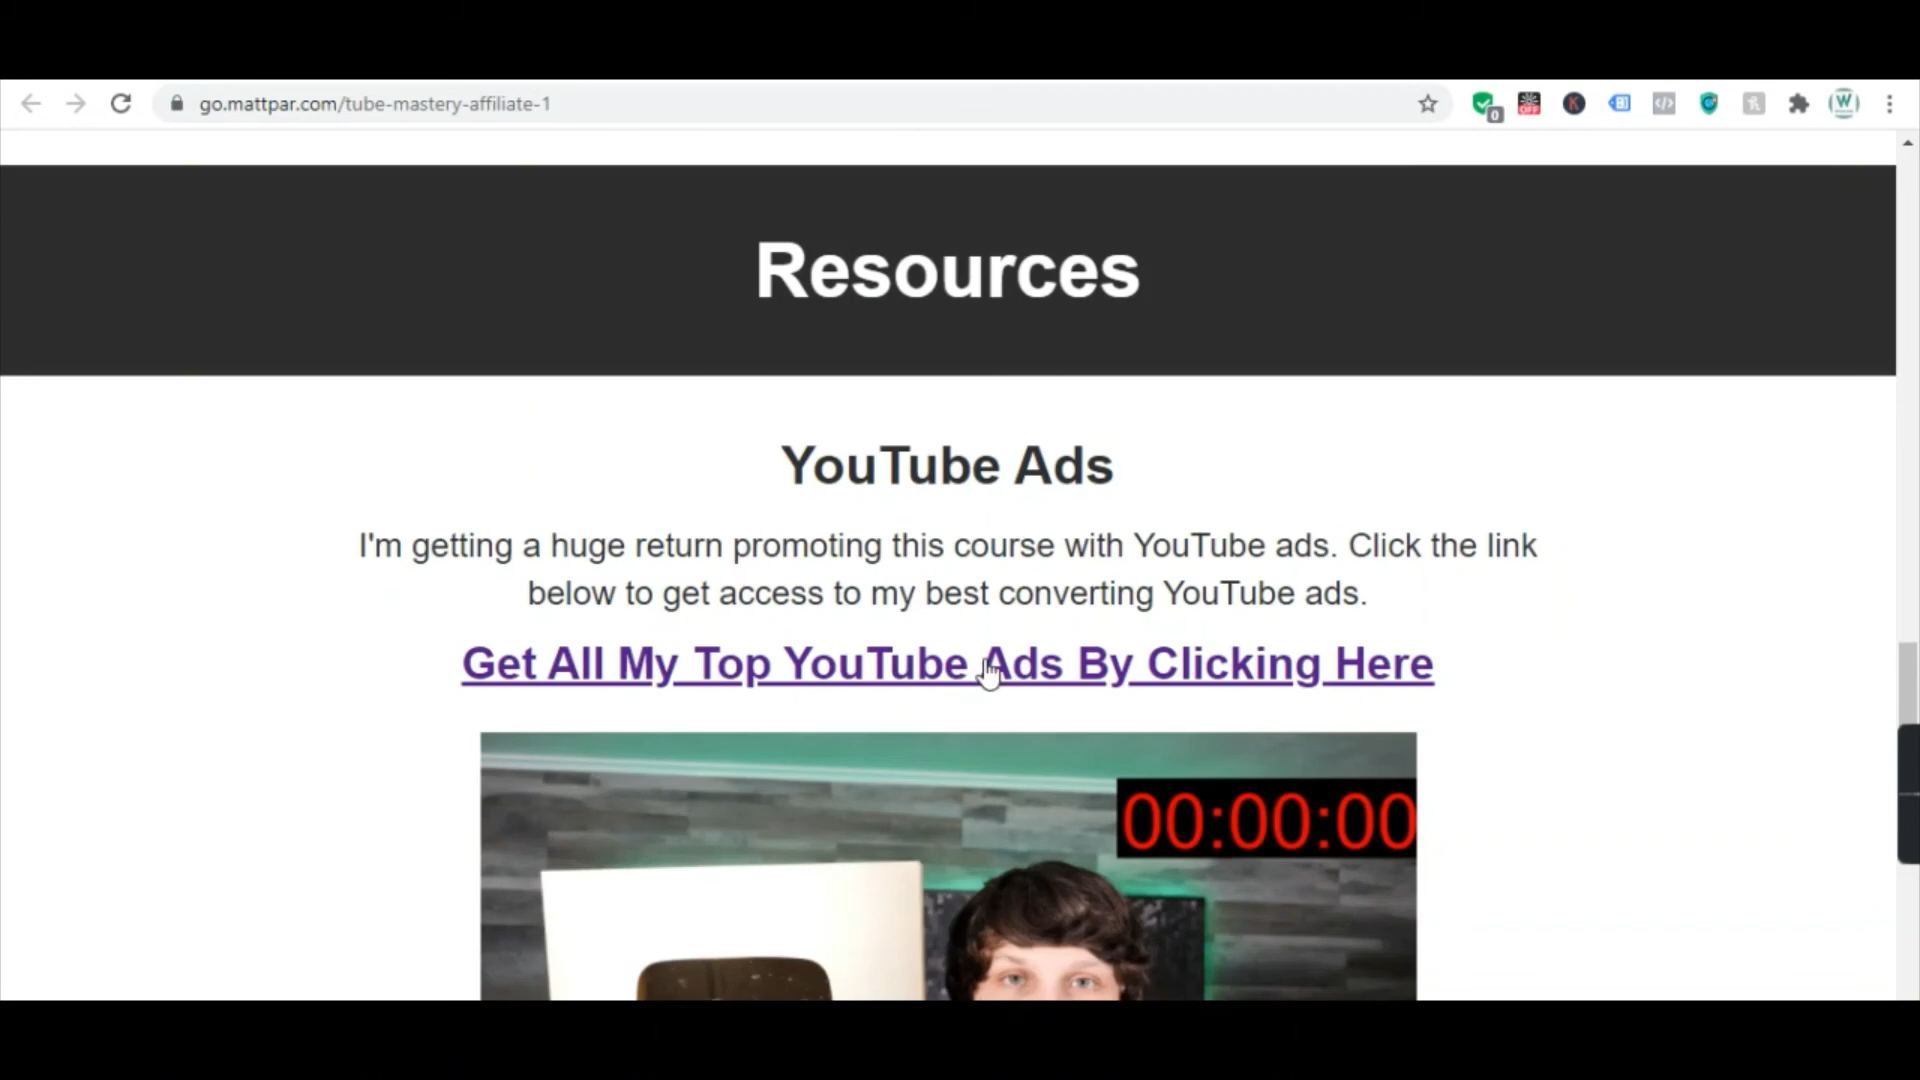 go.mattpar.com/tube-mastery-affiliate-1
0
OFF
K
W
Resources
YouTube Ads
I'm getting a huge return promoting this course with YouTube ads. Click the link
below to get access to my best converting YouTube ads.
Get All My Top YouTube Ads By Clicking Here
00:00:00